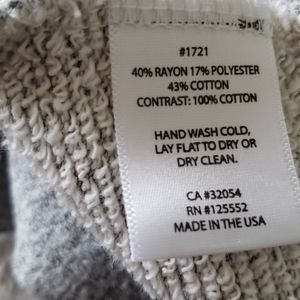 #1721
40% RAYON 17% POLYESTER
43% COTTON
CONTRAST: 100% COTTON
HAND WASH COLD,
LAY FLAT TO DRY OR
DRY CLEAN.
CA #32054
RN #125552
MADE IN THE USA